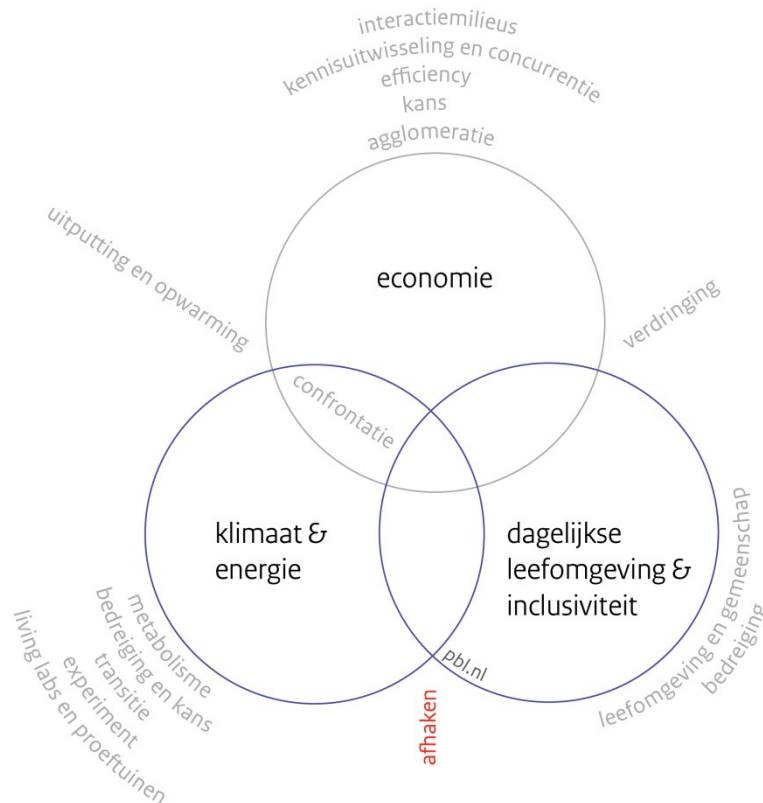 interactiemilieus
kennisuitwisseling en concurrentie
efficiency
kans
agglomeratie
uitputting en opwarming
economie
verdringing
confrontatie
klimaat &
energie
dagelijkse
leefomgeving &
inclusiviteit
leefomgeving en gemeenschap
bedreiging
metabolisme
bedreiging en kans
transitie
experiment
living labs en proeftuinen
pbl.nl
afhaken